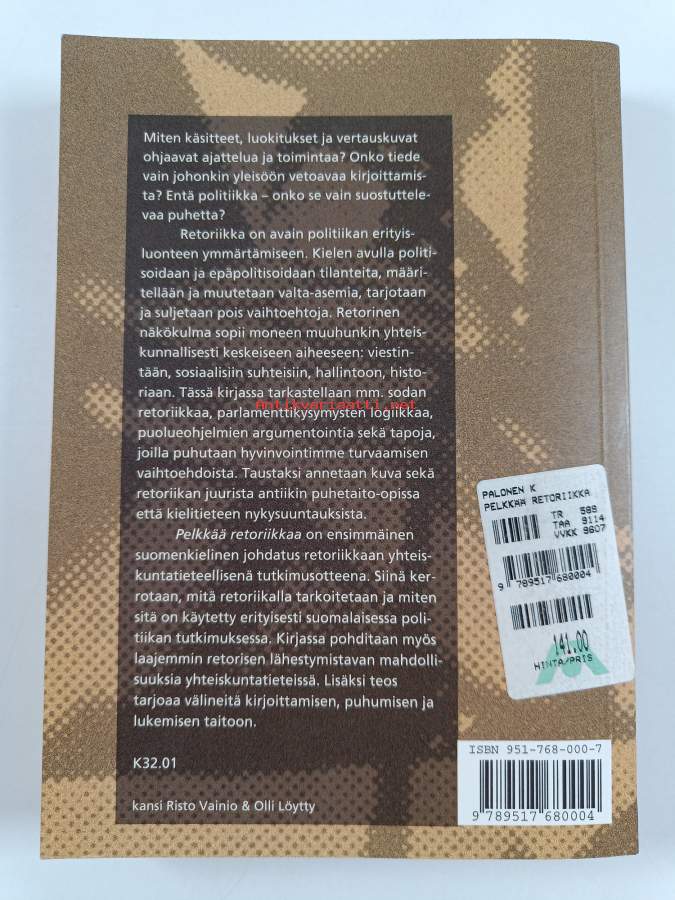 Miten käsitteet, luokitukset ja vertauskuvat
ohjaavat ajattelua ja toimintaa? Onko tiede
vain johonkin yleisöön vetoavaa kirjoittamis-
ta? Entä politiikka – onko se vain suostuttele-
vaa puhetta?
Retoriikka on avain politiikan erityis-
luonteen ymmärtämiseen. Kielen avulla politi-
soidaan ja epäpolitisoidaan tilanteita, määri-
tellään ja muutetaan valta-asemia, tarjotaan
ja suljetaan pois vaihtoehtoja. Retorinen
näkökulma sopii moneen muuhunkin yhteis-
kunnallisesti keskeiseen aiheeseen: viestin-
tään, sosiaalisiin suhteisiin, hallintoon, histo-
riaan. Tässä kirjassa tarkastellaan mm. sodan
Antikvariaatti.net
retoriikkaa, parlamenttikysymysten logiikkaa,
puolueohjelmien argumentointia sekä tapoja,
joilla puhutaan hyvinvointimme turvaamisen
vaihtoehdoista. Taustaksi annetaan kuva sekä
retoriikan juurista antiikin puhetaito-opissa
että kielitieteen nykysuuntauksista.
Pelkkää retoriikkaa on ensimmäinen
suomenkielinen johdatus retoriikkaan yhteis-
kuntatieteellisenä tutkimusotteena. Siinä ker-
rotaan, mitä retoriikalla tarkoitetaan ja miten
sitä on käytetty erityisesti suomalaisessa poli-
tiikan tutkimuksessa. Kirjassa pohditaan myös
laajemmin retorisen lähestymistavan mahdolli-
suuksia yhteiskuntatieteissä. Lisäksi teos
tarjoaa välineitä kirjoittamisen, puhumisen ja
lukemisen taitoon.
K32.01
kansi Risto Vainio & Olli Löytty
PALONEN K
PELKKÄÄ RETORIIKKA
TR 588
TAA 9114
VVKK 9607
9 789517 680004
141.00
HINTA/PRIS
ISBN 951-768-000-7
9 789517 680004